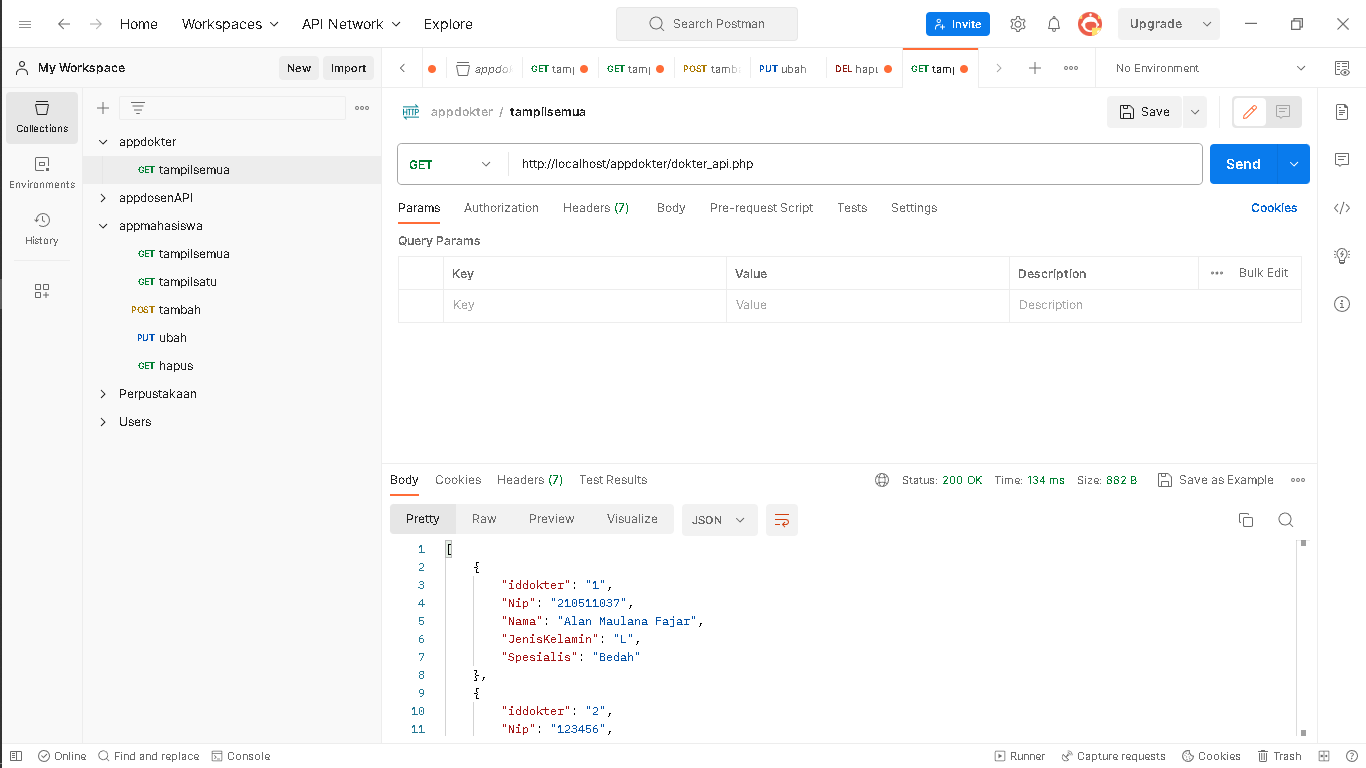 Home Workspaces API Network Explore Search Postman Invite Upgrade
My Workspace New Import
GET tam GET tam POST tamb PUT ubah DEL hap GET tam No Environment
Collections
Environments
History
appdokter
GET tampilsemua
appdosenAPI
appmahasiswa
GET tampilsemua
GET tampilsatu
POST tambah
PUT ubah
GET hapus
Perpustakaan
Users
HTTP appdokter / tampilsemua Save
GET http://localhost/appdokter/dokter_api.php Send
Params Authorization Headers (7) Body Pre-request Script Tests Settings Cookies
Query Params
Key Value Description Bulk Edit
Key Value Description
Body Cookies Headers (7) Test Results Status: 200 OK Time: 134 ms Size: 882 B Save as Example
Pretty Raw Preview Visualize JSON
1 [
2 {
3 "iddokter": "1",
4 "Nip": "210511037",
5 "Nama": "Alan Maulana Fajar",
6 "JenisKelamin": "L",
7 "Spesialis": "Bedah"
8 },
9 {
10 "iddokter": "2",
11 "Nip": "123456",
Online Find and replace Console Runner Capture requests Cookies Trash